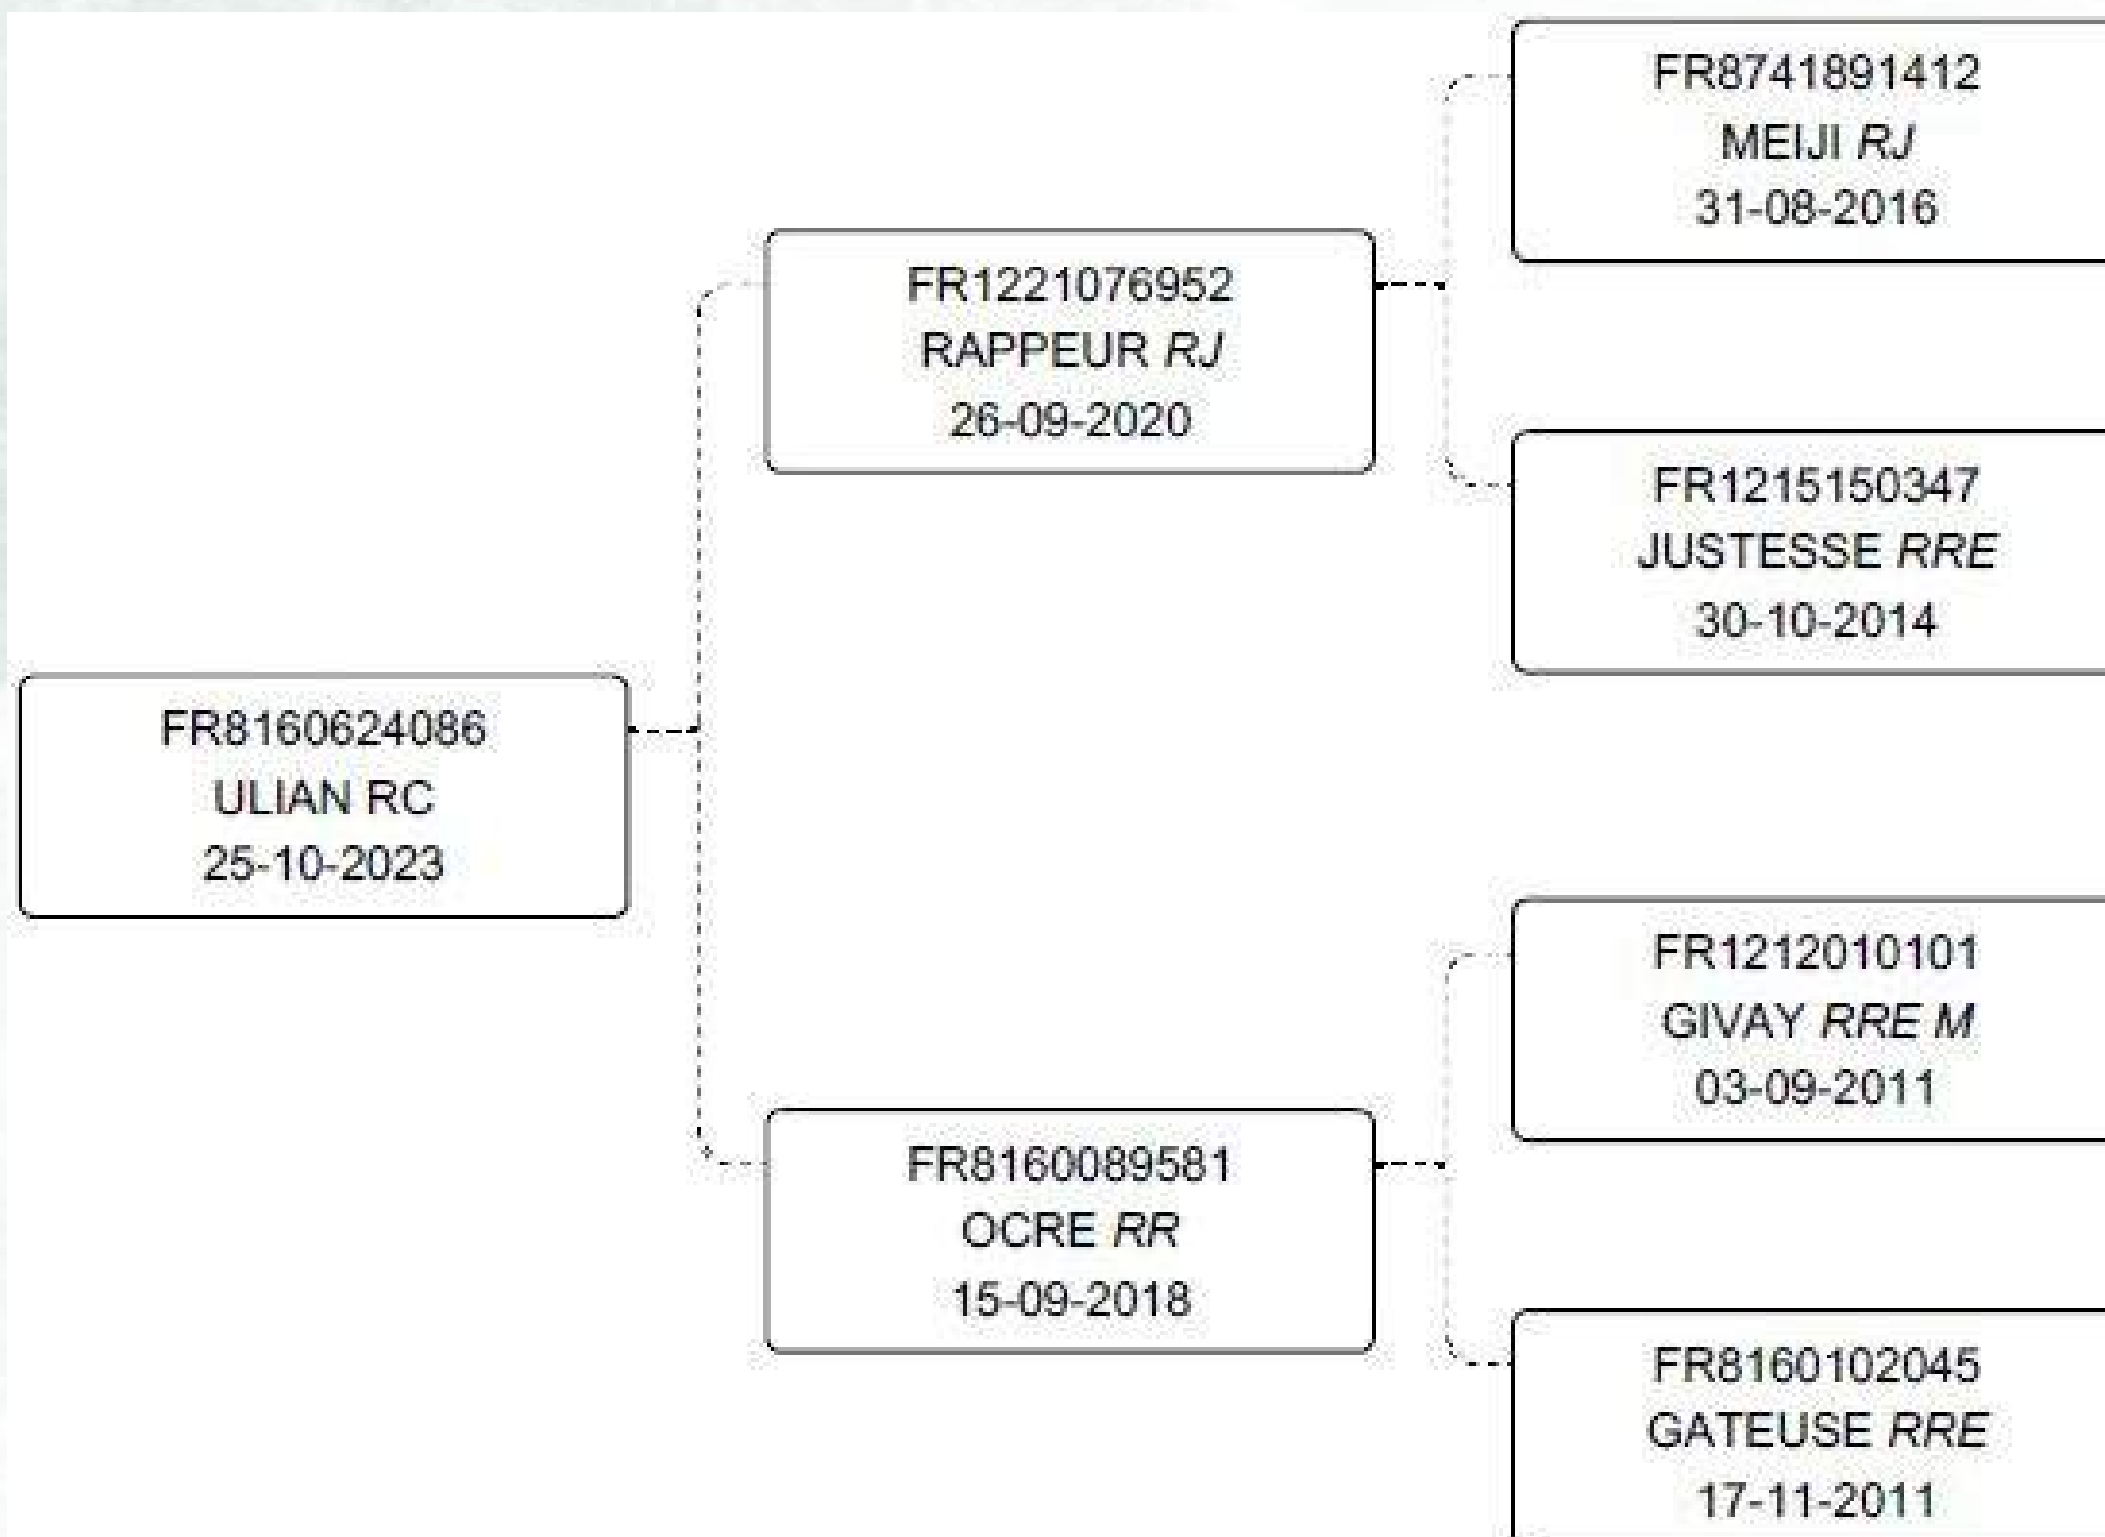 FR8741891412
MEIJI RJ
31-08-2016
FR1221076952
RAPPEUR RJ
26-09-2020
FR1215150347
JUSTESSE RRE
30-10-2014
FR8160624086
ULIAN RC
25-10-2023
FR1212010101
GIVAY RRE M
03-09-2011
FR8160089581
OCRE RR
15-09-2018
FR8160102045
GATEUSE RRE
17-11-2011